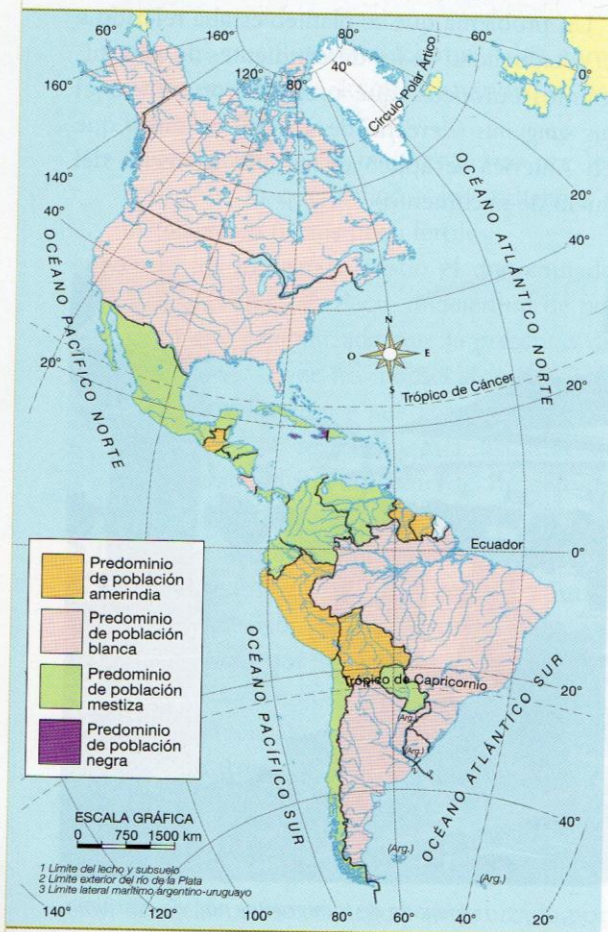 60°
160°
60°
160°
120°
80°
40°
0°
Círculo Polar Ártico
140°
40°
40°
OCÉANO ATLÁNTICO NORTE
OCÉANO PACÍFICO NORTE
N
O
E
S
20°
Trópico de Cáncer
20°
Ecuador
0°
Predominio
de población
amerindia
Predominio
de población
blanca
Predominio
de población
mestiza
Predominio
de población
negra
OCÉANO PACÍFICO SUR
Trópico de Capricornio
20°
(Arg.)
(Arg.)
OCÉANO ATLÁNTICO SUR
ESCALA GRÁFICA
0 750 1500 km
40°
(Arg.)
(Arg.)
1 Límite del lecho y subsuelo
2 Límite exterior del río de la Plata
3 Límite lateral marítimo argentino-uruguayo
140°
120°
100°
80°
60°
40°
20°